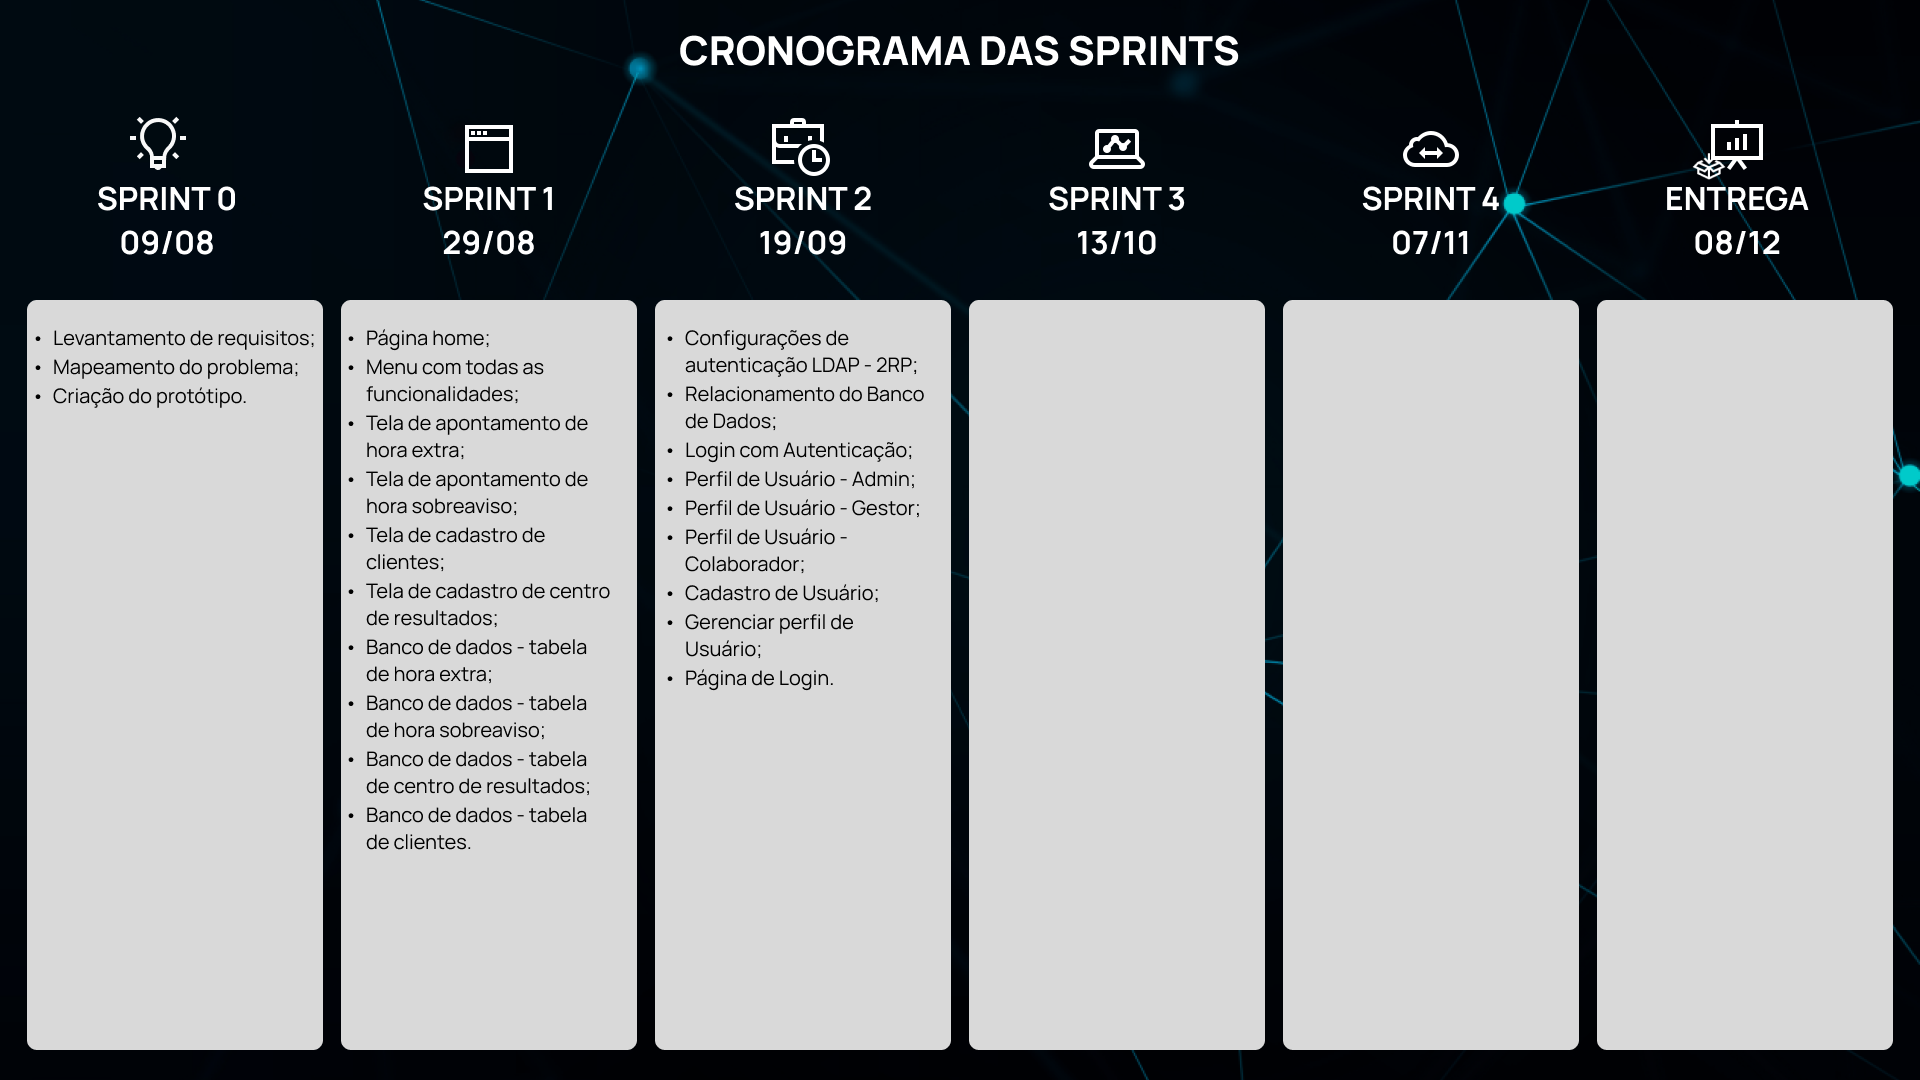 CRONOGRAMA DAS SPRINTS
SPRINT 0
09/08
SPRINT 1
29/08
SPRINT 2
19/09
SPRINT 3
13/10
SPRINT 4
07/11
ENTREGA
08/12
• Levantamento de requisitos;
• Mapeamento do problema;
• Criação do protótipo.
• Página home;
• Menu com todas as
funcionalidades;
• Tela de apontamento de
hora extra;
• Tela de apontamento de
hora sobreaviso;
• Tela de cadastro de
clientes;
• Tela de cadastro de centro
de resultados;
• Banco de dados - tabela
de hora extra;
• Banco de dados - tabela
de hora sobreaviso;
• Banco de dados - tabela
de centro de resultados;
• Banco de dados - tabela
de clientes.
• Configurações de
autenticação LDAP - 2RP;
• Relacionamento do Banco
de Dados;
• Login com Autenticação;
• Perfil de Usuário - Admin;
• Perfil de Usuário - Gestor;
• Perfil de Usuário -
Colaborador;
• Cadastro de Usuário;
• Gerenciar perfil de
Usuário;
• Página de Login.